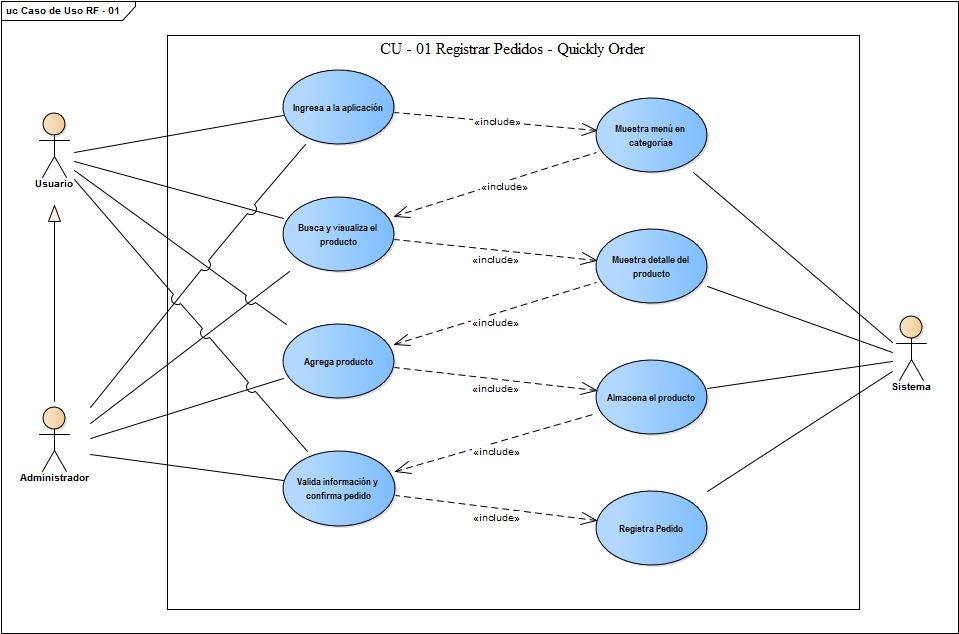 uc Caso de Uso RF - 01
CU - 01 Registrar Pedidos - Quickly Order
Ingresa a la aplicación
«include»
Muestra menú en
categorías
Usuario
«include»
Busca y visualiza el
producto
«include»
Muestra detalle del
producto
«include»
Agrega producto
«include»
Almacena el producto
Sistema
«include»
Administrador
Valida información y
confirma pedido
«include»
Registra Pedido